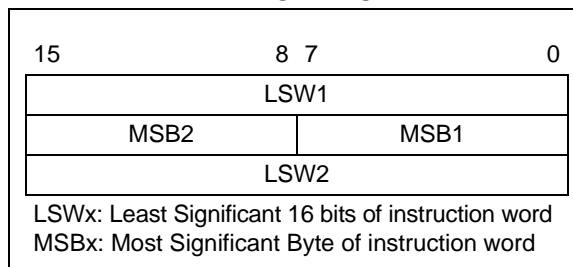 15 8 7 0
LSW1
MSB2 MSB1
LSW2
LSWx: Least Significant 16 bits of instruction word
MSBx: Most Significant Byte of instruction word